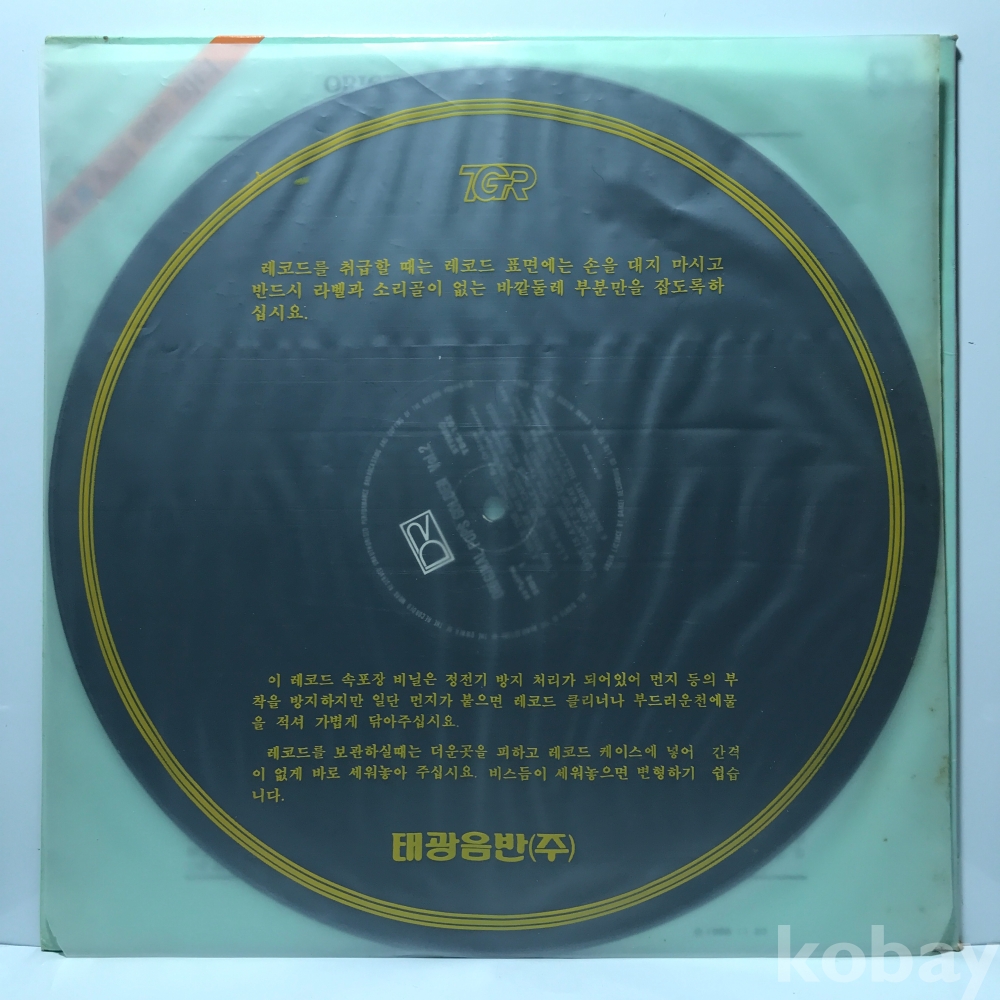 TGR
레코드를 취급할 때는 레코드 표면에는 손을 대지 마시고
반드시 라벨과 소리골이 없는 바깥둘레 부분만을 잡도록하
십시요.
Vol.2
이 레코드 속포장 비닐은 정전기 방지 처리가 되어있어 먼지 등의 부
착을 방지하지만 일단 먼지가 붙으면 레코드 클리너나 부드러운천에물
을 적셔 가볍게 닦아주십시요.
레코드를 보관하실때는 더운곳을 피하고 레코드 케이스에 넣어 간격
이 없게 바로 세워놓아 주십시요. 비스듬이 세워놓으면 변형하기 쉽습
니다.
태광음반(주)
kobay